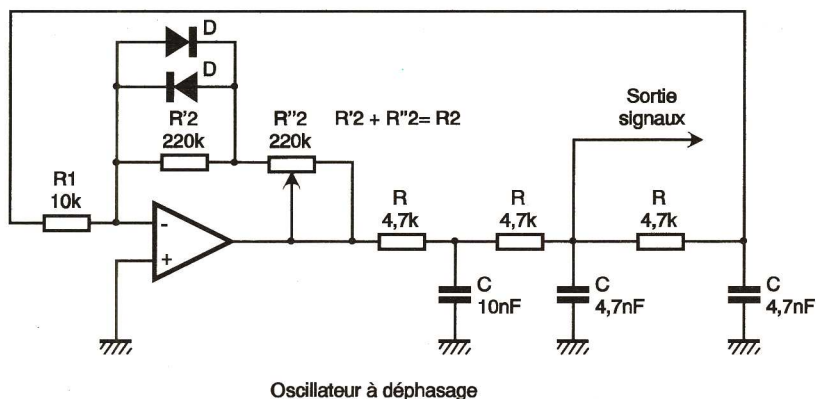 D
D
R'2
220k
R"2
220k
R'2 + R"2= R2
Sortie
signaux
R1
10k
-
+
R
4,7k
R
4,7k
R
4,7k
C
10nF
C
4,7nF
C
4,7nF
Oscillateur à déphasage